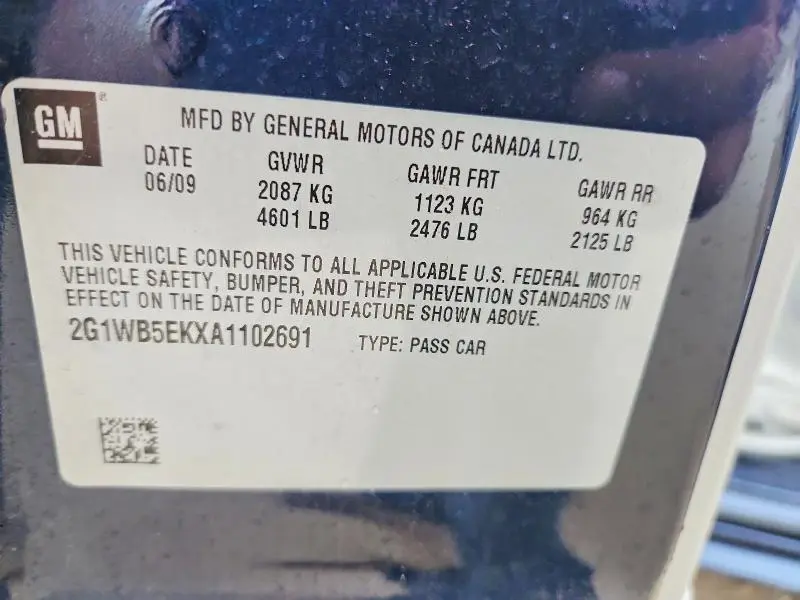 GM ®
MFD BY GENERAL MOTORS OF CANADA LTD.
DATE GVWR GAWR FRT GAWR RR
06/09 2087 KG 1123 KG 964 KG
4601 LB 2476 LB 2125 LB
THIS VEHICLE CONFORMS TO ALL APPLICABLE U.S. FEDERAL MOTOR
VEHICLE SAFETY, BUMPER, AND THEFT PREVENTION STANDARDS IN
EFFECT ON THE DATE OF MANUFACTURE SHOWN ABOVE.
2G1WB5EKXA1102691 TYPE: PASS CAR